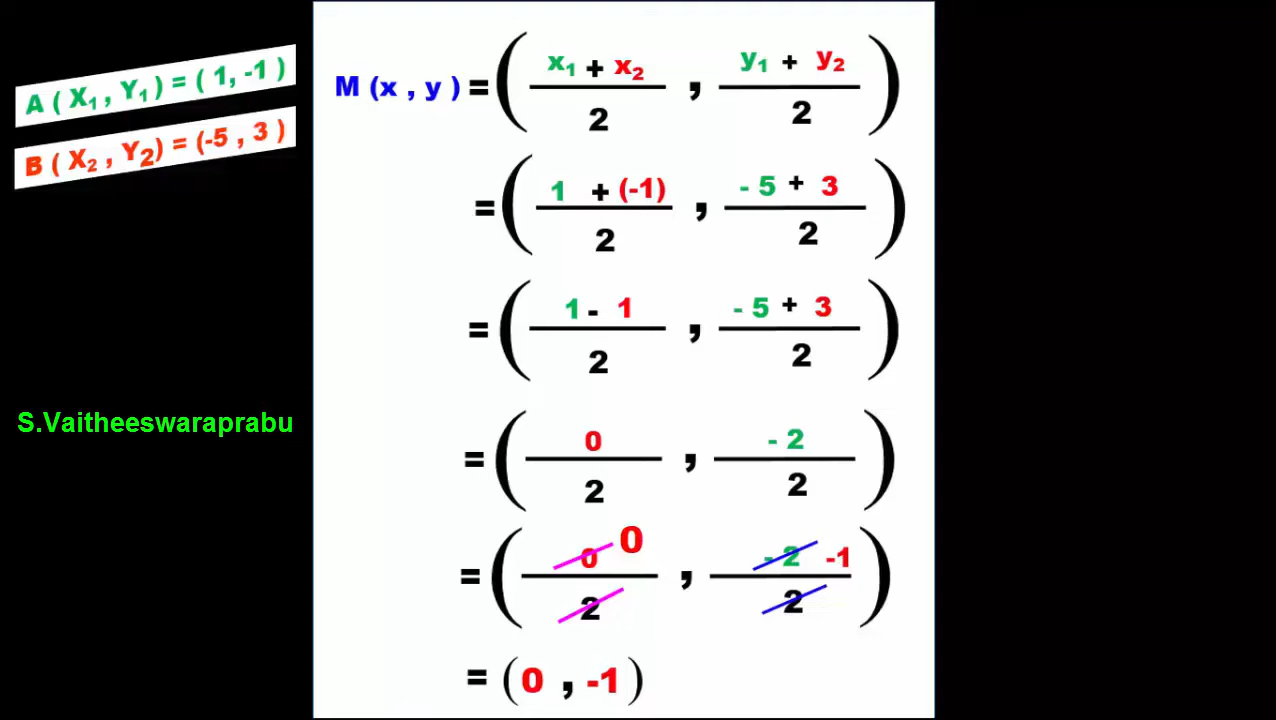 A ( X₁ , Y₁ ) = ( 1, -1 )
B ( X₂ , Y₂) = (-5 , 3 )
S.Vaitheeswaraprabu
M (x , y ) = ( x₁ + x₂ / 2 , y₁ + y₂ / 2 )
= ( 1 + (-1) / 2 , - 5 + 3 / 2 )
= ( 1 - 1 / 2 , - 5 + 3 / 2 )
= ( 0 / 2 , - 2 / 2 )
= ( 0 0 / 2 , - 2 -1 / 2 )
= ( 0 , -1 )